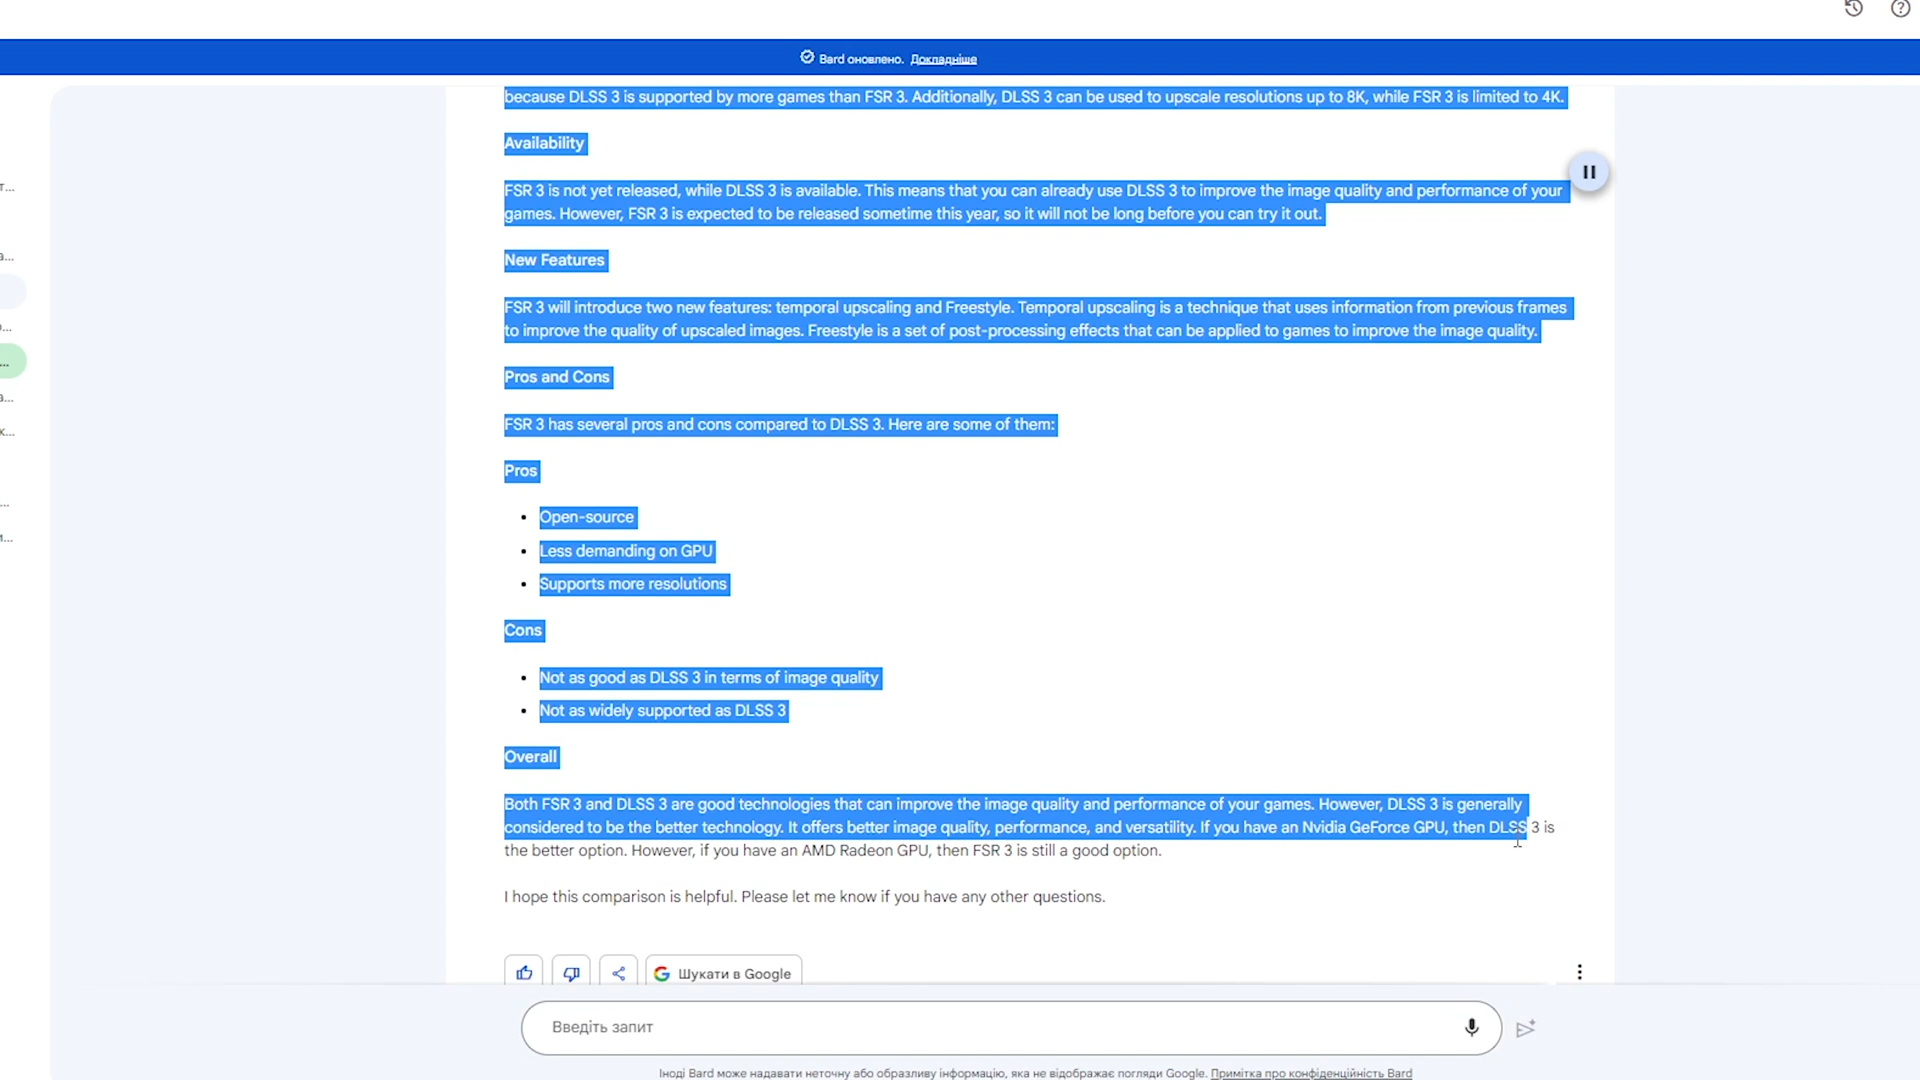 Bard оновлено. Докладніше
because DLSS 3 is supported by more games than FSR 3. Additionally, DLSS 3 can be used to upscale resolutions up to 8K, while FSR 3 is limited to 4K.
Availability
т...
FSR 3 is not yet released, while DLSS 3 is available. This means that you can already use DLSS 3 to improve the image quality and performance of your
games. However, FSR 3 is expected to be released sometime this year, so it will not be long before you can try it out.
а...
New Features
FSR 3 will introduce two new features: temporal upscaling and Freestyle. Temporal upscaling is a technique that uses information from previous frames
to improve the quality of upscaled images. Freestyle is a set of post-processing effects that can be applied to games to improve the image quality.
...
Pros and Cons
а...
FSR 3 has several pros and cons compared to DLSS 3. Here are some of them:
к...
Pros
...
• Open-source
• Less demanding on GPU
• Supports more resolutions
Cons
• Not as good as DLSS 3 in terms of image quality
• Not as widely supported as DLSS 3
Overall
Both FSR 3 and DLSS 3 are good technologies that can improve the image quality and performance of your games. However, DLSS 3 is generally
considered to be the better technology. It offers better image quality, performance, and versatility. If you have an Nvidia GeForce GPU, then DLSS 3 is
the better option. However, if you have an AMD Radeon GPU, then FSR 3 is still a good option.
I hope this comparison is helpful. Please let me know if you have any other questions.
Шукати в Google
Введіть запит
Іноді Bard може надавати неточну або образливу інформацію, яка не відображає погляди Google. Примітка про конфіденційність Bard